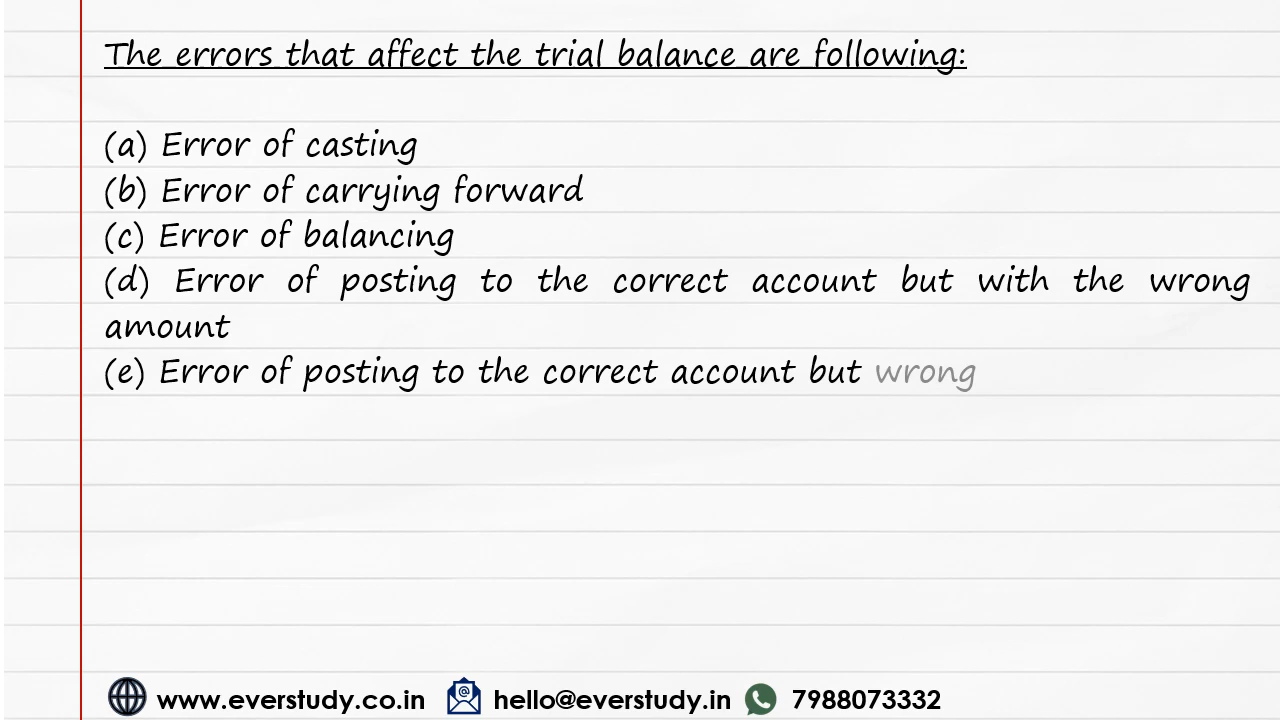 The errors that affect the trial balance are following:
(a) Error of casting
(b) Error of carrying forward
(c) Error of balancing
(d) Error of posting to the correct account but with the wrong
amount
(e) Error of posting to the correct account but wrong
www.everstudy.co.in hello@everstudy.in 7988073332